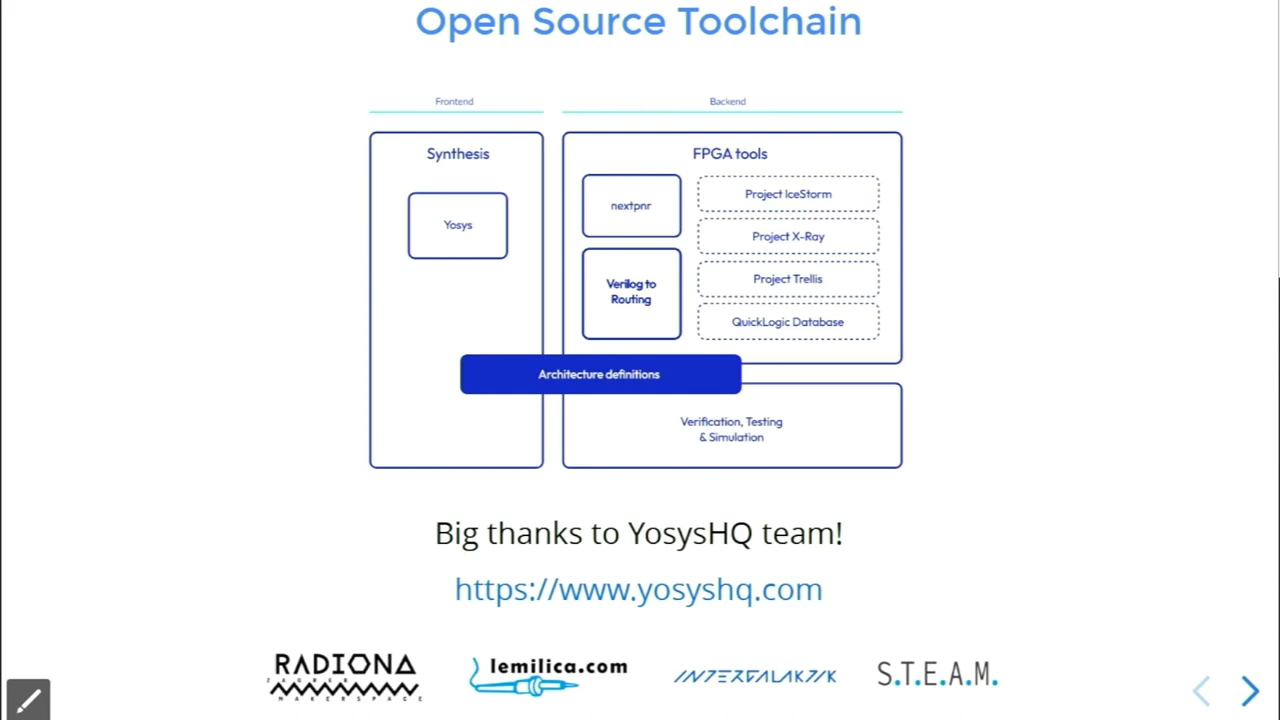 Open Source Toolchain
Frontend
Backend
Synthesis
Yosys
FPGA tools
nextpnr
Verilog to
Routing
Project IceStorm
Project X-Ray
Project Trellis
QuickLogic Database
Architecture definitions
Verification, Testing
& Simulation
Big thanks to YosysHQ team!
https://www.yosyshq.com
RADIONA
ZAGREB
MAKERSPACE
lemilica.com
INTERGALAKTIK
S.T.E.A.M.